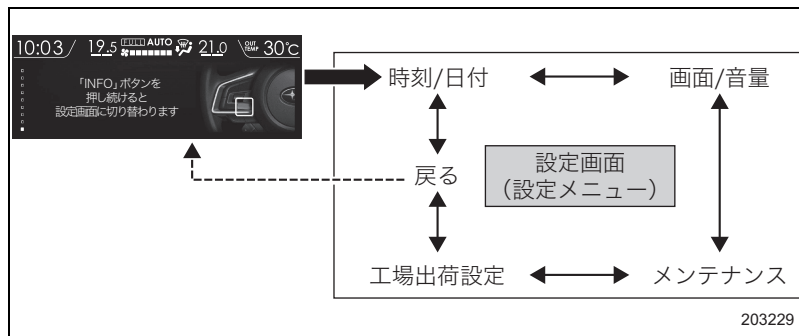 10:03 19.5 FULL AUTO 21.0 OUT TEMP 30℃
「INFO」ボタンを
押し続けると
設定画面に切り替わります
時刻/日付
画面/音量
戻る
設定画面
（設定メニュー）
工場出荷設定
メンテナンス
203229